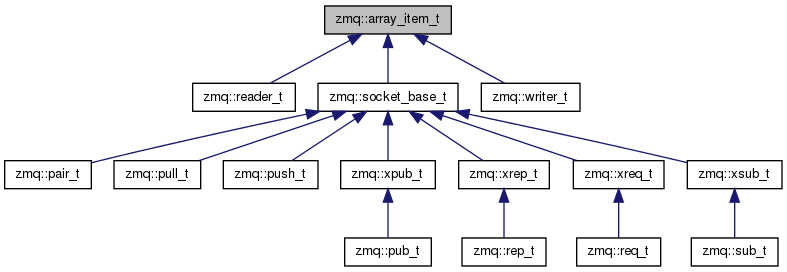 zmq::array_item_t
zmq::reader_t
zmq::socket_base_t
zmq::writer_t
zmq::pair_t
zmq::pull_t
zmq::push_t
zmq::xpub_t
zmq::xrep_t
zmq::xreq_t
zmq::xsub_t
zmq::pub_t
zmq::rep_t
zmq::req_t
zmq::sub_t